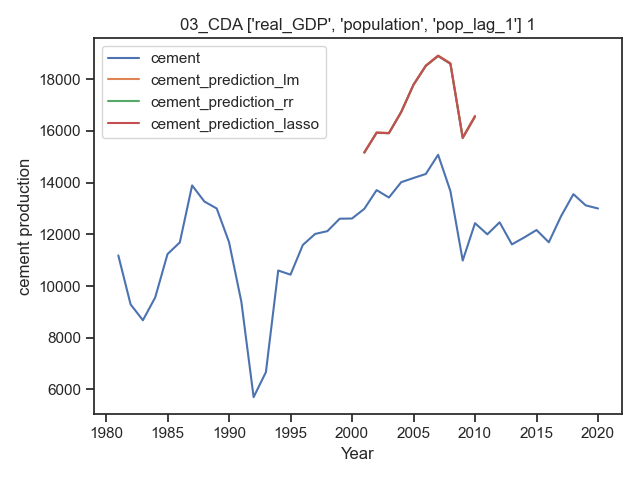 03_CDA ['real_GDP', 'population', 'pop_lag_1'] 1
cement
cement_prediction_lm
cement_prediction_rr
cement_prediction_lasso
cement production
18000
16000
14000
12000
10000
8000
6000
1980 1985 1990 1995 2000 2005 2010 2015 2020
Year